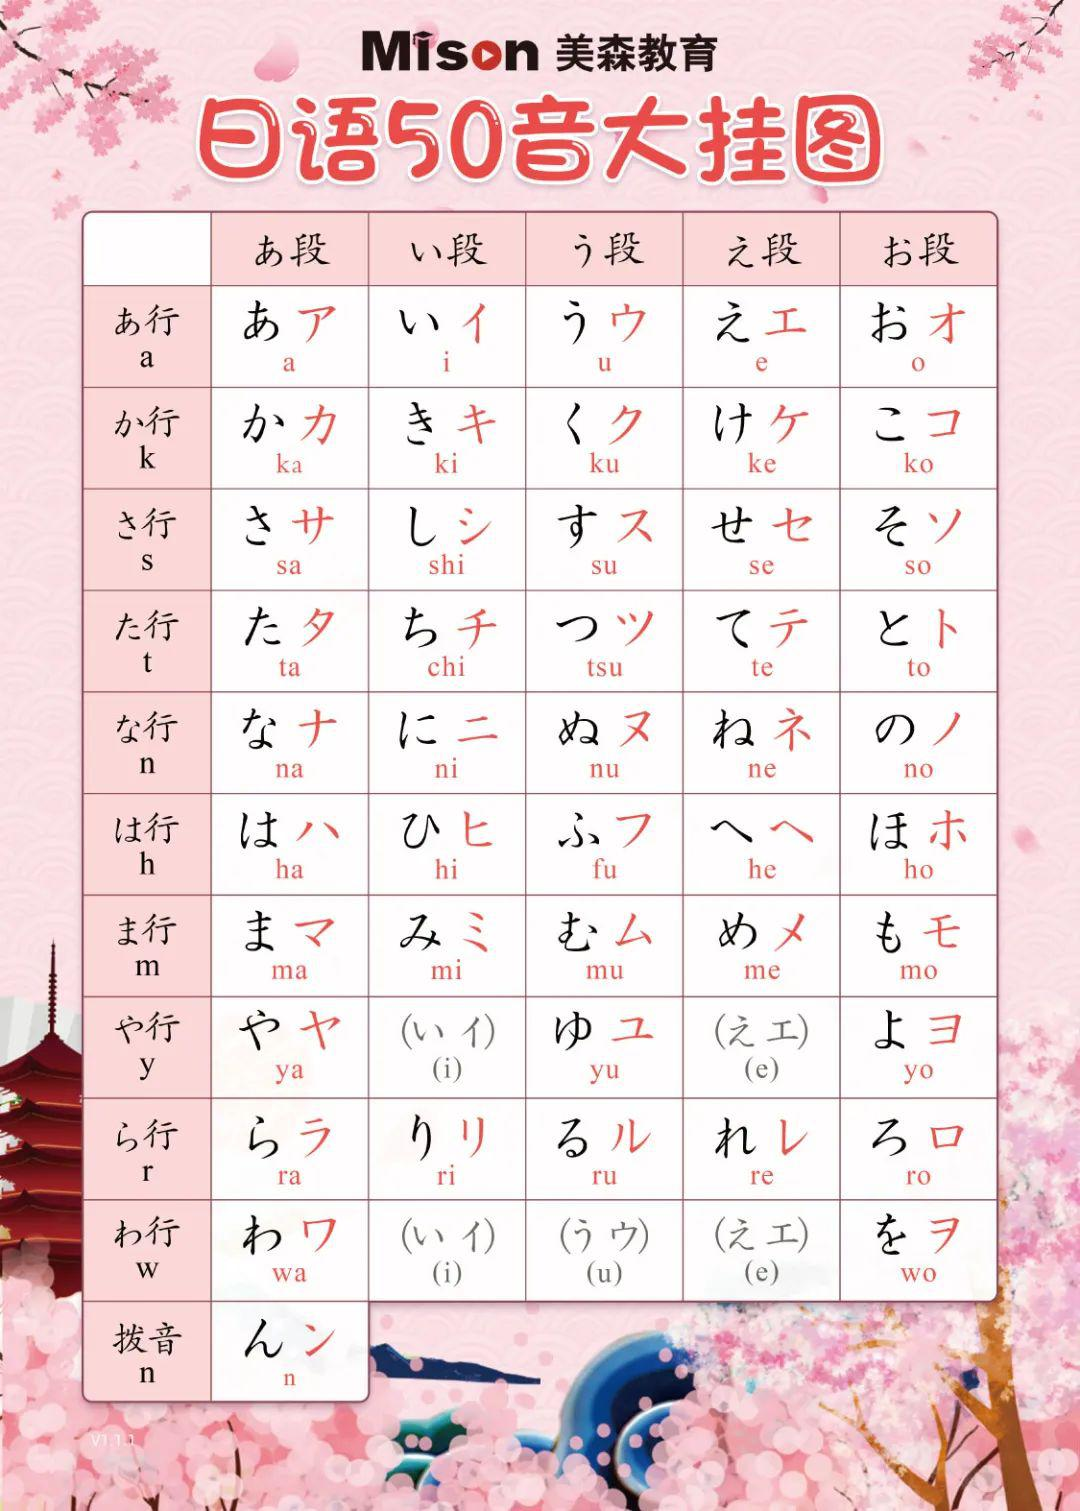 Mison 美森教育
日语50音大挂图
あ段 い段 う段 え段 お段
あ行 あ ア い イ う ウ え エ お オ
a a i u e o
か行 か カ き キ く ク け ケ こ コ
k ka ki ku ke ko
さ行 さ サ し シ す ス せ セ そ ソ
s sa shi su se so
た行 た タ ち チ つ ツ て テ と ト
t ta chi tsu te to
な行 な ナ に ニ ぬ ヌ ね ネ の ノ
n na ni nu ne no
は行 は ハ ひ ヒ ふ フ へ ヘ ほ ホ
h ha hi fu he ho
ま行 ま マ み ミ む ム め メ も モ
m ma mi mu me mo
や行 や ヤ (い イ) ゆ ユ (え エ) よ ヨ
y ya (i) yu (e) yo
ら行 ら ラ り リ る ル れ レ ろ ロ
r ra ri ru re ro
わ行 わ ワ (い イ) (う ウ) (え エ) を ヲ
w wa (i) (u) (e) wo
拨音 ん ン
n n
V1.1.1